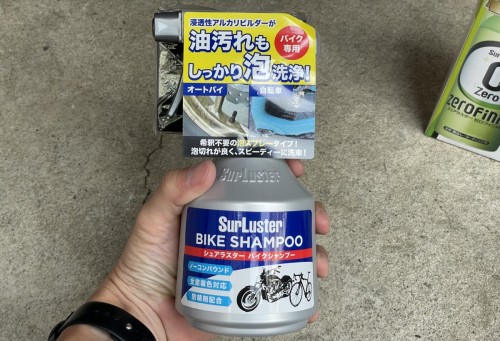 浸透性アルカリビルダーが
油汚れも
しっかり泡洗浄!
バイク
専用
オートバイ
自転車
希釈不要の泡スプレータイプ!
泡切れが良く、スピーディーに洗車!
SurLuster
SurLuster
BIKE SHAMPOO
シュアラスター バイクシャンプー
ノーコンパウンド
全塗装色対応
防錆剤配合
Sur
Zero
zeroFini